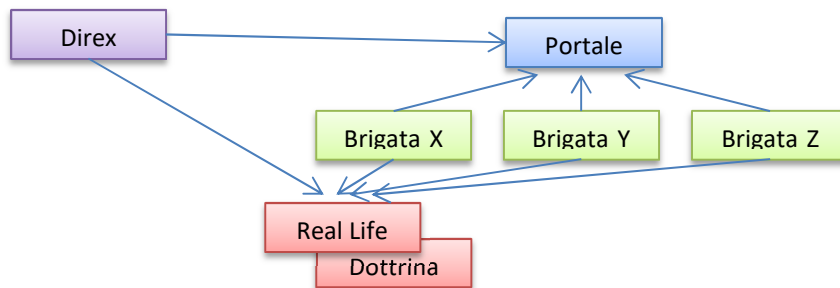 Direx
Portale
Brigata X
Brigata Y
Brigata Z
Real Life
Dottrina